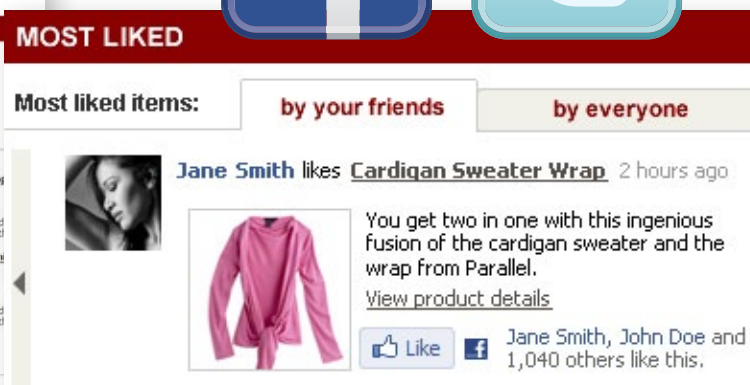 MOST LIKED
Most liked items:
by your friends
by everyone
Jane Smith likes Cardigan Sweater Wrap 2 hours ago
You get two in one with this ingenious
fusion of the cardigan sweater and the
wrap from Parallel.
View product details
Like
Jane Smith, John Doe and
1,040 others like this.